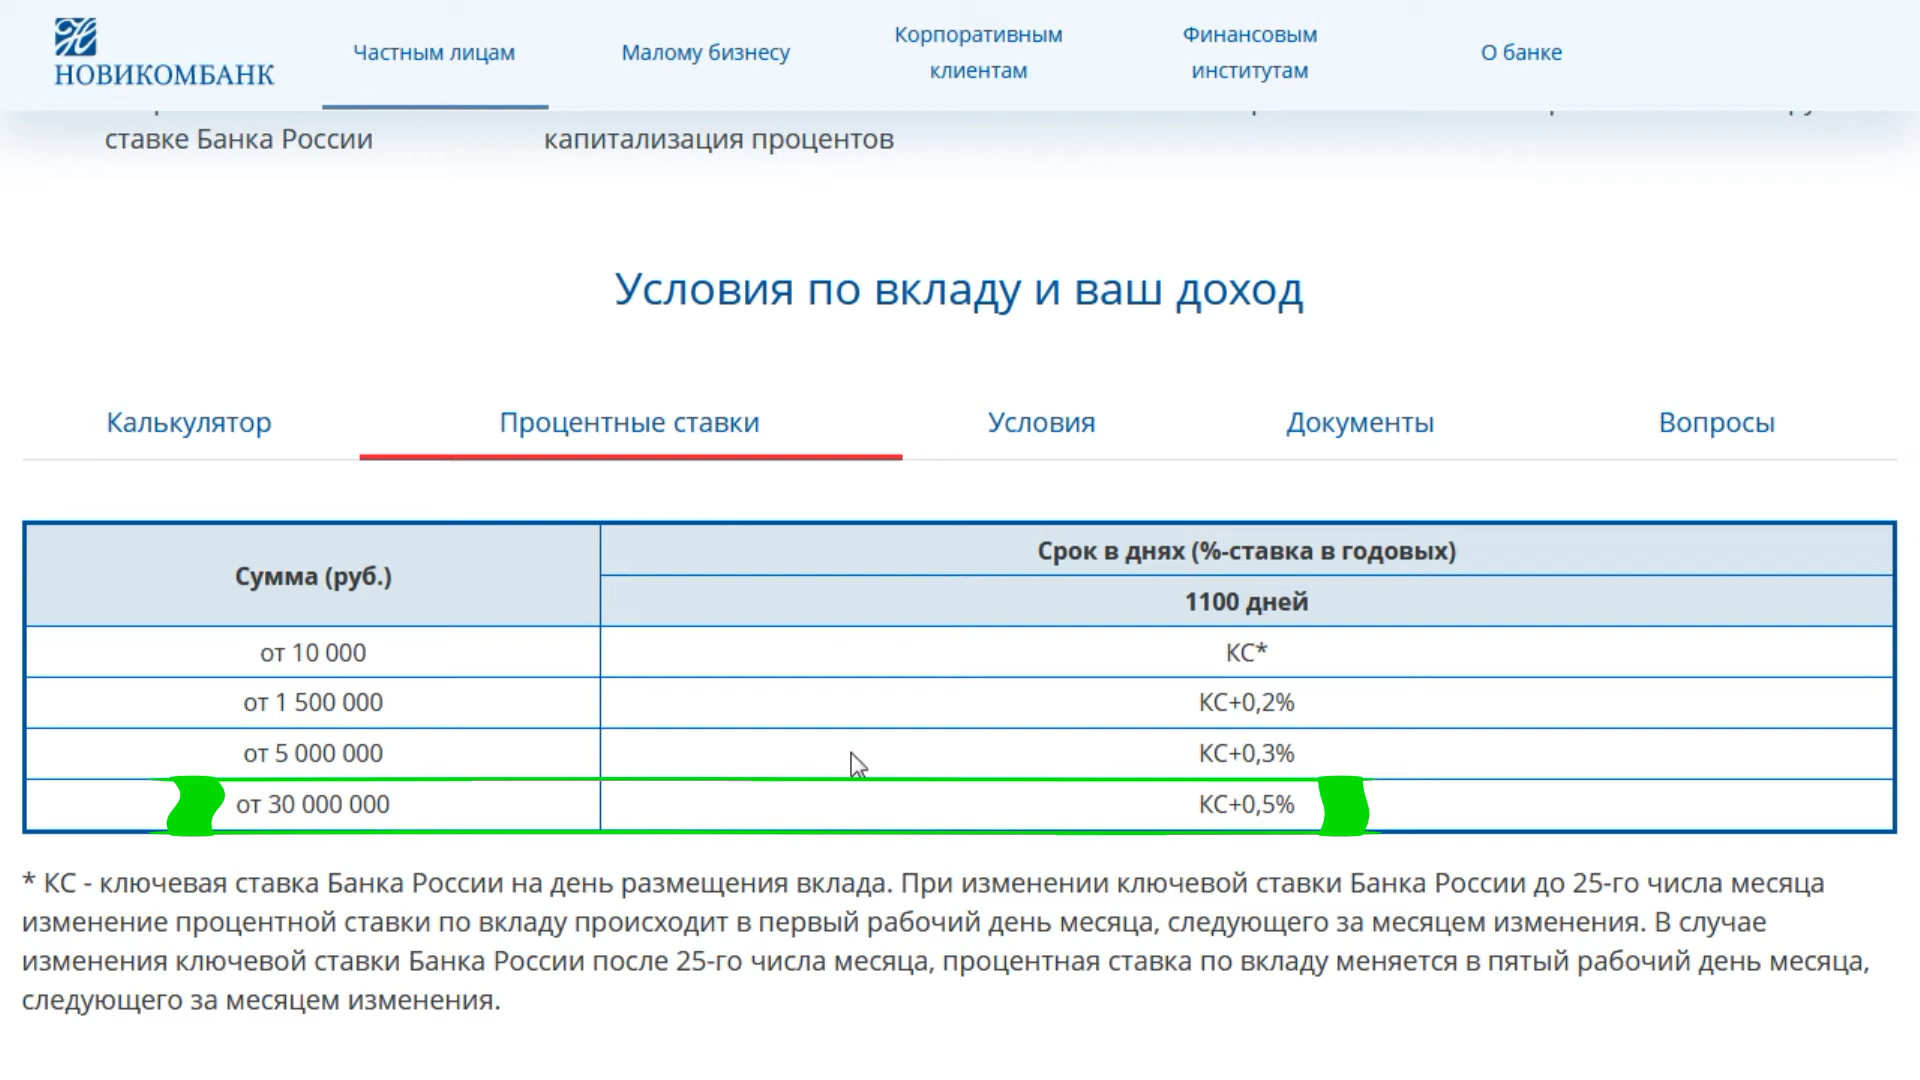 НОВИКОМБАНК
Частным лицам
Малому бизнесу
Корпоративным
клиентам
Финансовым
институтам
О банке
ставке Банка России
капитализация процентов
Условия по вкладу и ваш доход
Калькулятор
Процентные ставки
Условия
Документы
Вопросы
Сумма (руб.)
Срок в днях (%-ставка в годовых)
1100 дней
от 10 000 КС*
от 1 500 000 КС+0,2%
от 5 000 000 КС+0,3%
от 30 000 000 КС+0,5%
* КС - ключевая ставка Банка России на день размещения вклада. При изменении ключевой ставки Банка России до 25-го числа месяца
изменение процентной ставки по вкладу происходит в первый рабочий день месяца, следующего за месяцем изменения. В случае
изменения ключевой ставки Банка России после 25-го числа месяца, процентная ставка по вкладу меняется в пятый рабочий день месяца,
следующего за месяцем изменения.